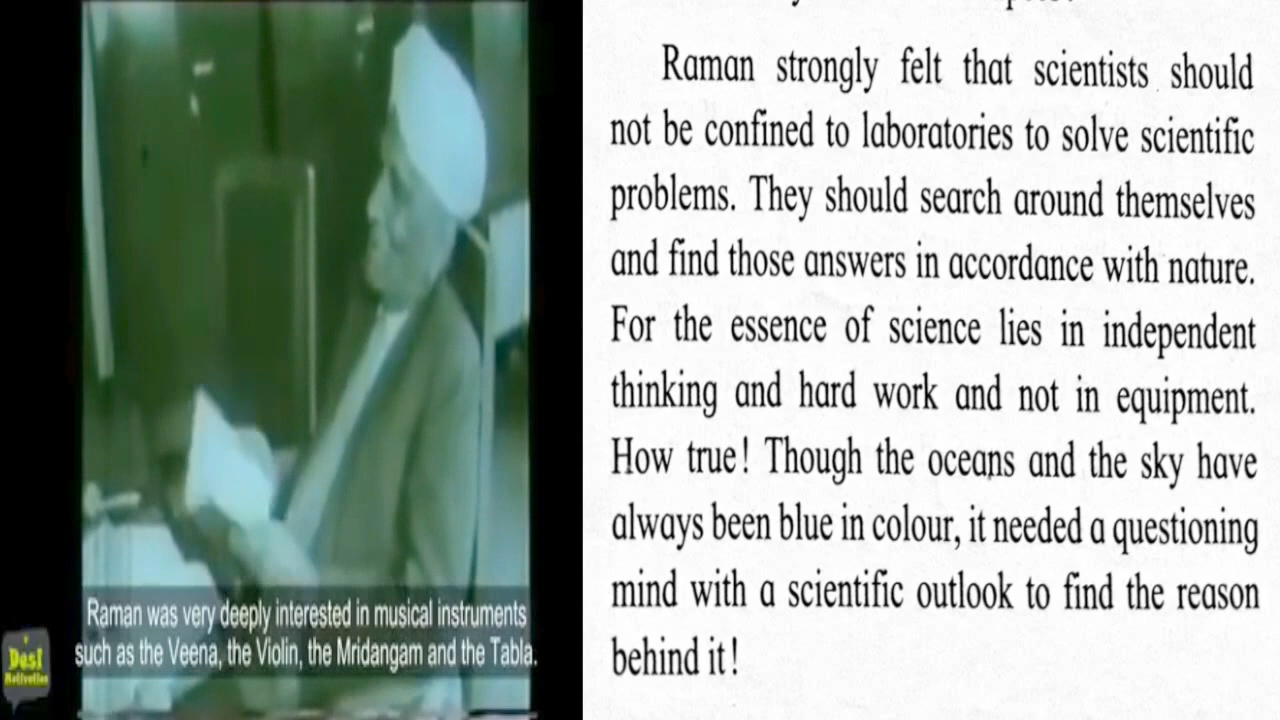 Raman was very deeply interested in musical instruments
such as the Veena, the Violin, the Mridangam and the Tabla.
Desi
Motivation
Raman strongly felt that scientists should
not be confined to laboratories to solve scientific
problems. They should search around themselves
and find those answers in accordance with nature.
For the essence of science lies in independent
thinking and hard work and not in equipment.
How true! Though the oceans and the sky have
always been blue in colour, it needed a questioning
mind with a scientific outlook to find the reason
behind it!